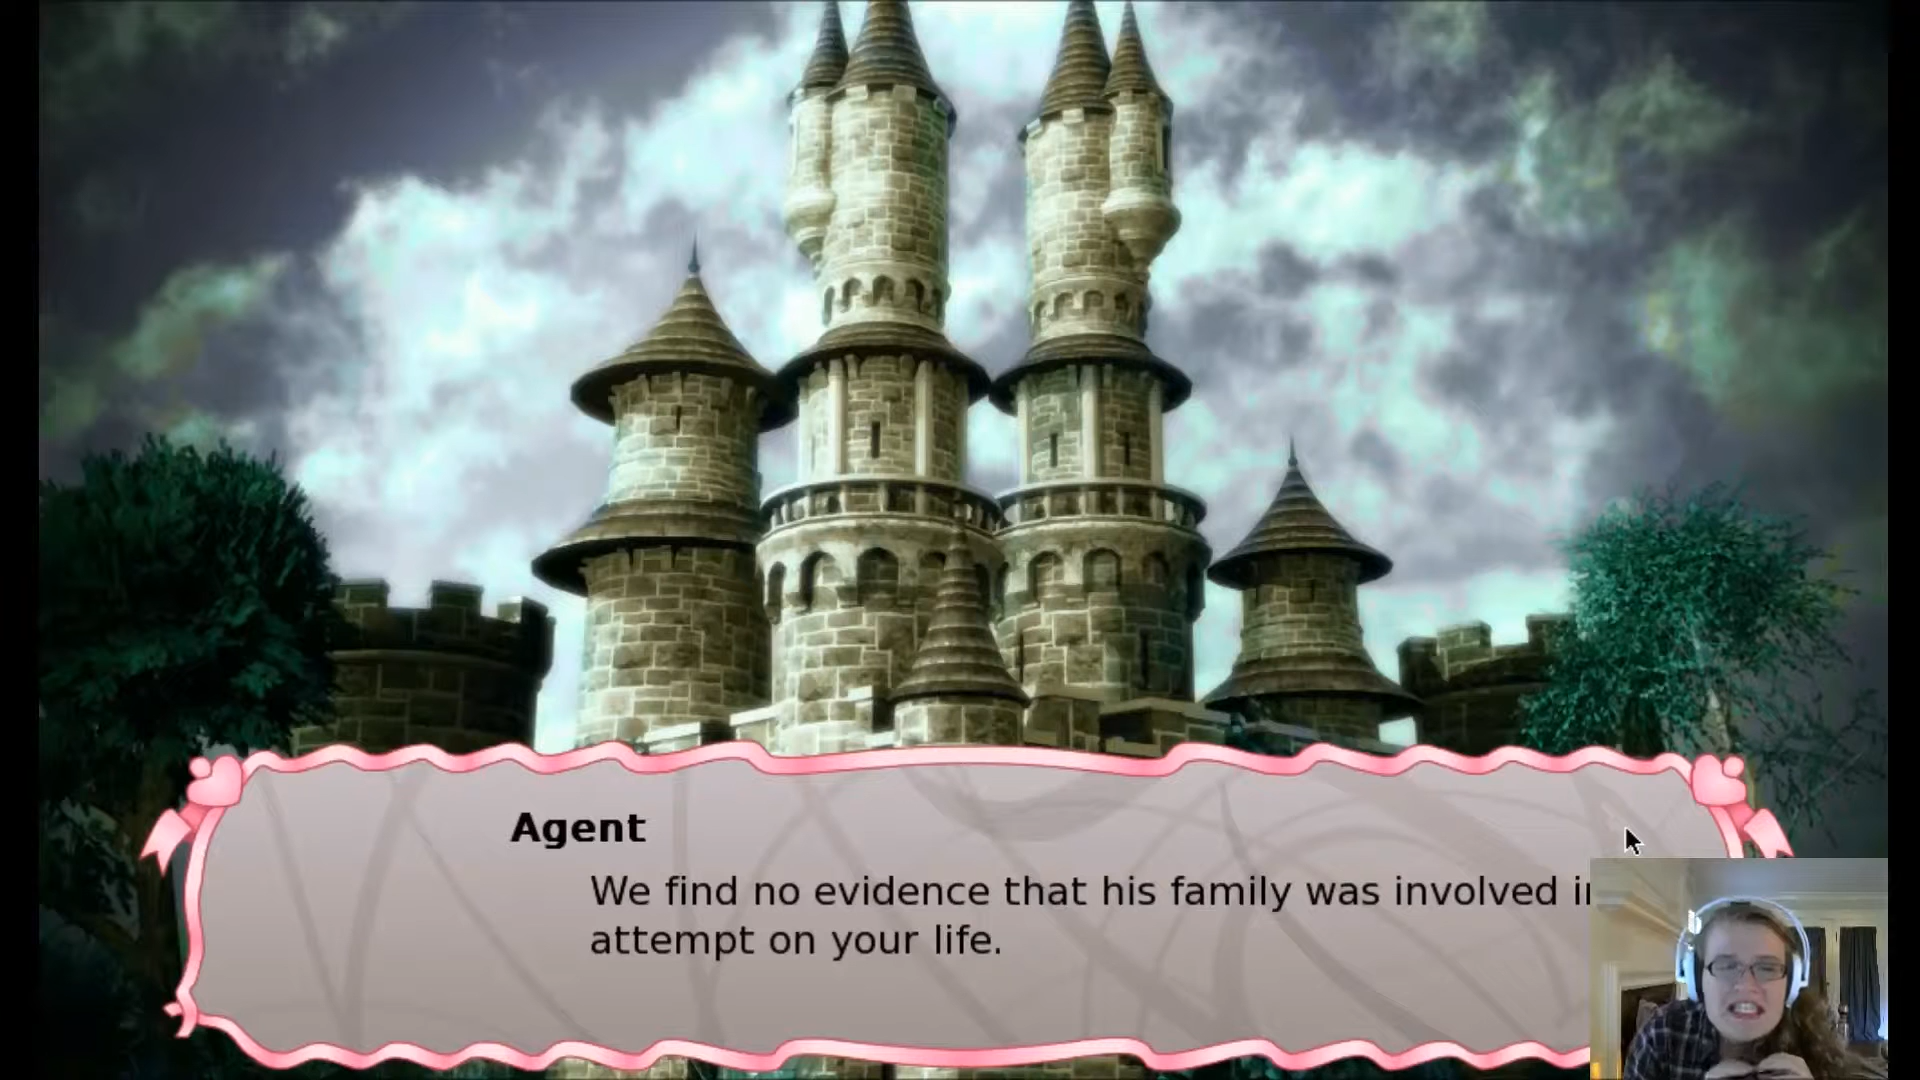 Agent
We find no evidence that his family was involved
attempt on your life.